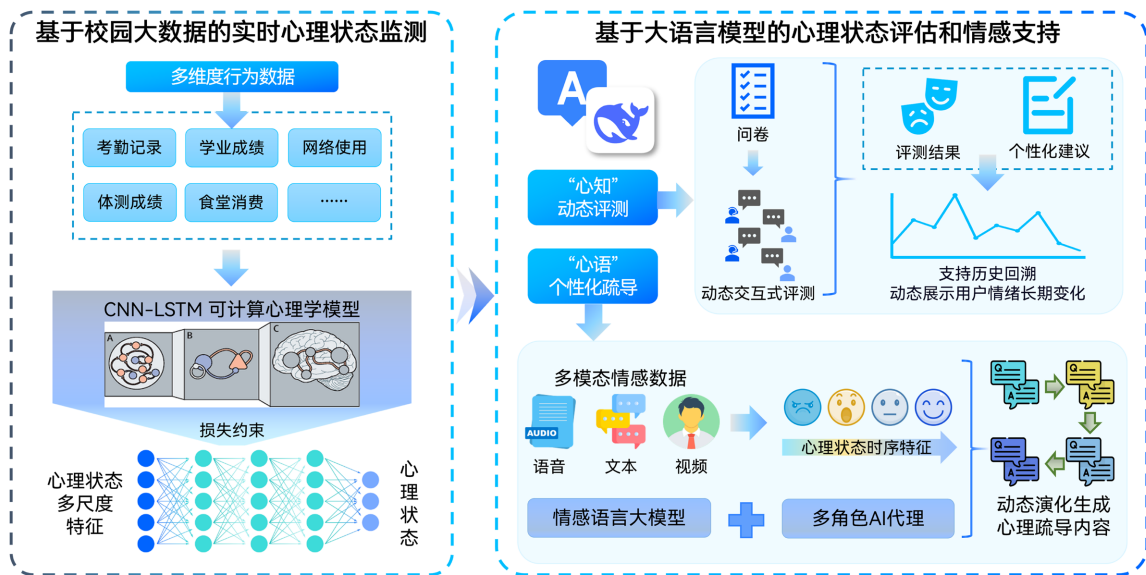 基于校园大数据的实时心理状态监测
多维度行为数据
考勤记录
学业成绩
网络使用
体测成绩
食堂消费
……
CNN-LSTM 可计算心理学模型
A
B
C
损失约束
心理状态
多尺度
特征
心理状态
基于大语言模型的心理状态评估和情感支持
A
“心知”
动态评测
“心语”
个性化疏导
问卷
动态交互式评测
评测结果
个性化建议
支持历史回溯
动态展示用户情绪长期变化
多模态情感数据
AUDIO
语音
文本
视频
心理状态时序特征
情感语言大模型
多角色AI代理
Q
A
Q
A
Q
A
Q
A
动态演化生成
心理疏导内容